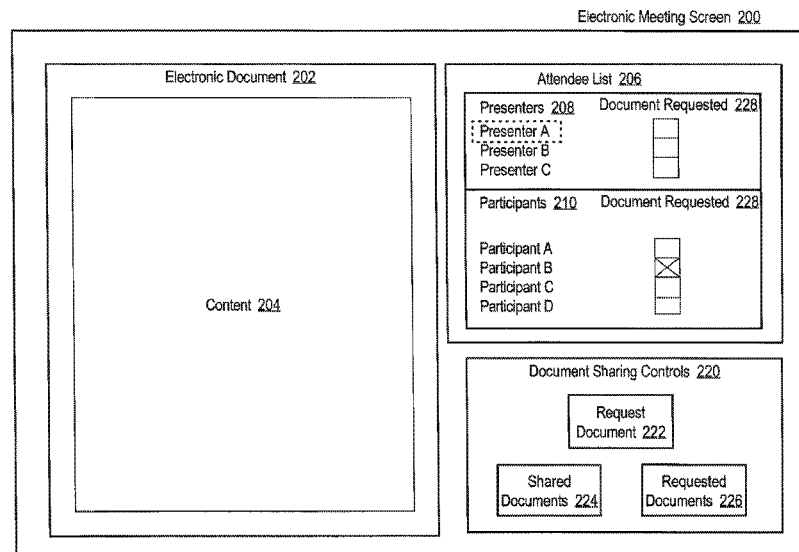 Electronic Meeting Screen 200
Electronic Document 202
Content 204
Attendee List 206
Presenters 208 Document Requested 228
Presenter A
Presenter B
Presenter C
Participants 210 Document Requested 228
Participant A
Participant B
Participant C
Participant D
Document Sharing Controls 220
Request
Document 222
Shared
Documents 224
Requested
Documents 226